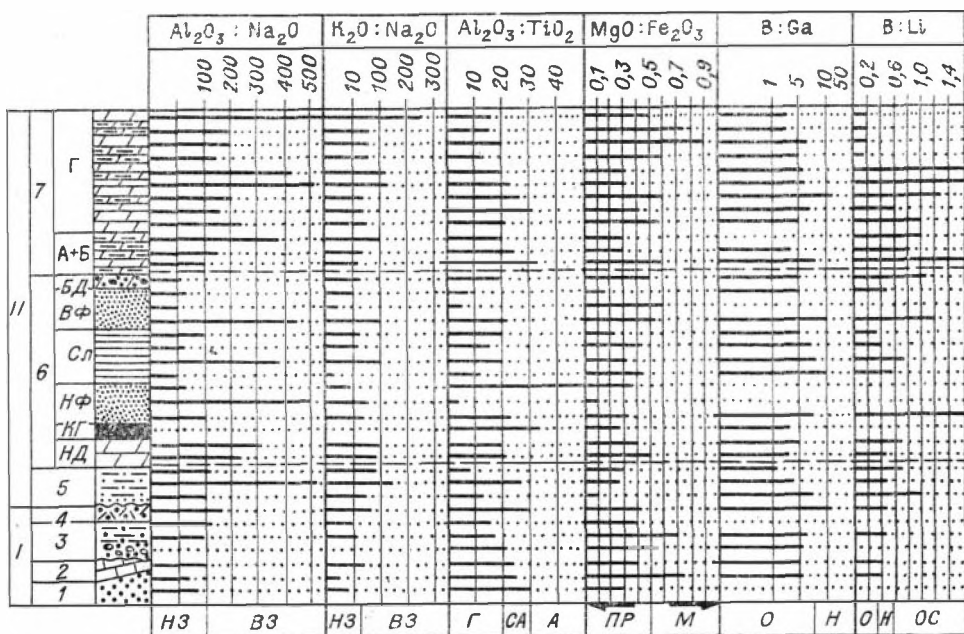 Al₂O₃ : Na₂O K₂O : Na₂O Al₂O₃ : TiO₂ MgO : Fe₂O₃ B : Ga B : Li
100 200 300 400 500 10 100 200 300 10 20 30 40 0,1 0,3 0,5 0,7 0,9 1 5 10 50 0,2 0,6 1,0 1,4
7 Г
А+Б
II БД
ВФ
6 Сл
НФ
КГ
НД
5
I 4
3
2
1
НЗ ВЗ НЗ ВЗ Г СА А ПР М О Н О Н ОС